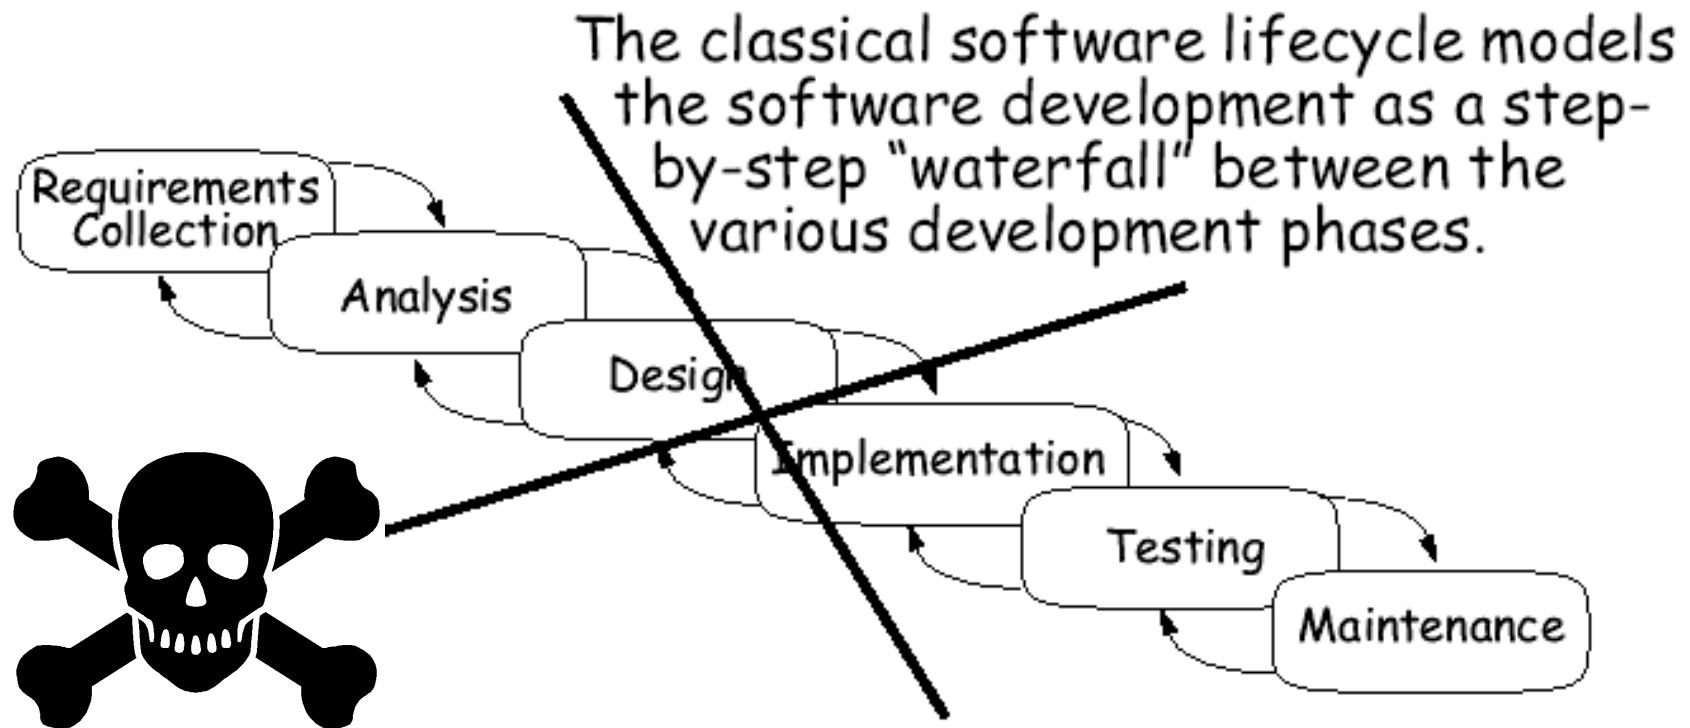 The classical software lifecycle models
the software development as a step-
by-step “waterfall” between the
various development phases.
Requirements
Collection
Analysis
Design
Implementation
Testing
Maintenance